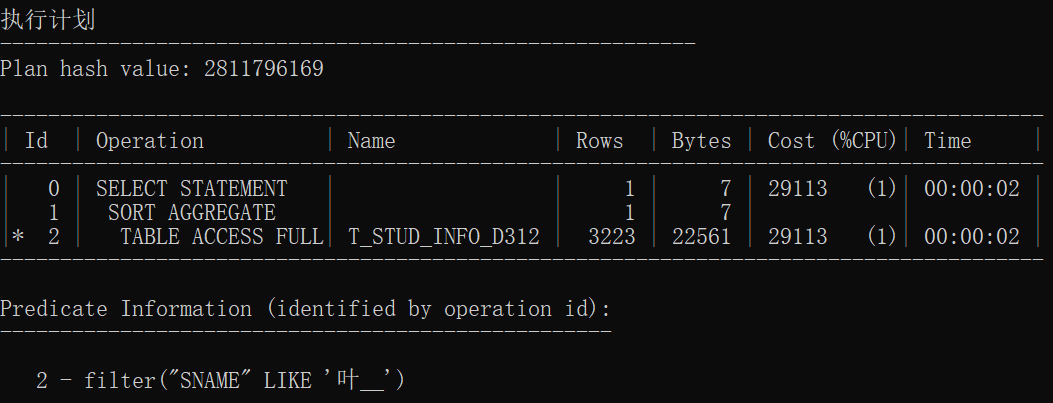 执行计划
----------------------------------------------------------
Plan hash value: 2811796169

---------------------------------------------------------------------------------------
| Id  | Operation          | Name             | Rows  | Bytes | Cost (%CPU)| Time     |
---------------------------------------------------------------------------------------
|   0 | SELECT STATEMENT   |                  |     1 |     7 | 29113   (1)| 00:00:02 |
|   1 |  SORT AGGREGATE    |                  |     1 |     7 |            |          |
|*  2 |   TABLE ACCESS FULL| T_STUD_INFO_D312 |  3223 | 22561 | 29113   (1)| 00:00:02 |
---------------------------------------------------------------------------------------

Predicate Information (identified by operation id):
---------------------------------------------------

   2 - filter("SNAME" LIKE '叶__')